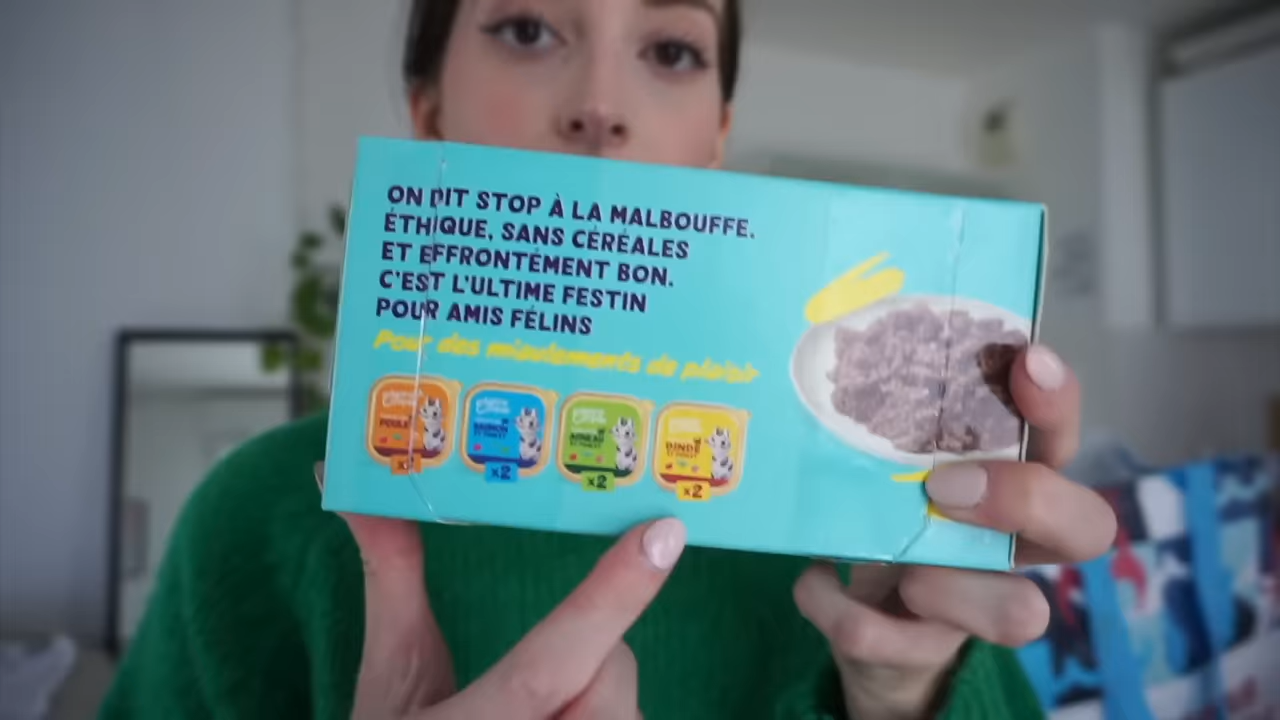 ON DIT STOP À LA MALBOUFFE.
ÉTHIQUE, SANS CÉRÉALES
ET EFFRONTÉMENT BON.
C'EST L'ULTIME FESTIN
POUR AMIS FÉLINS
Pour des miaulements de plaisir
POULET
SAUMON
AGNEAU
DINDE
x2
x2
x2